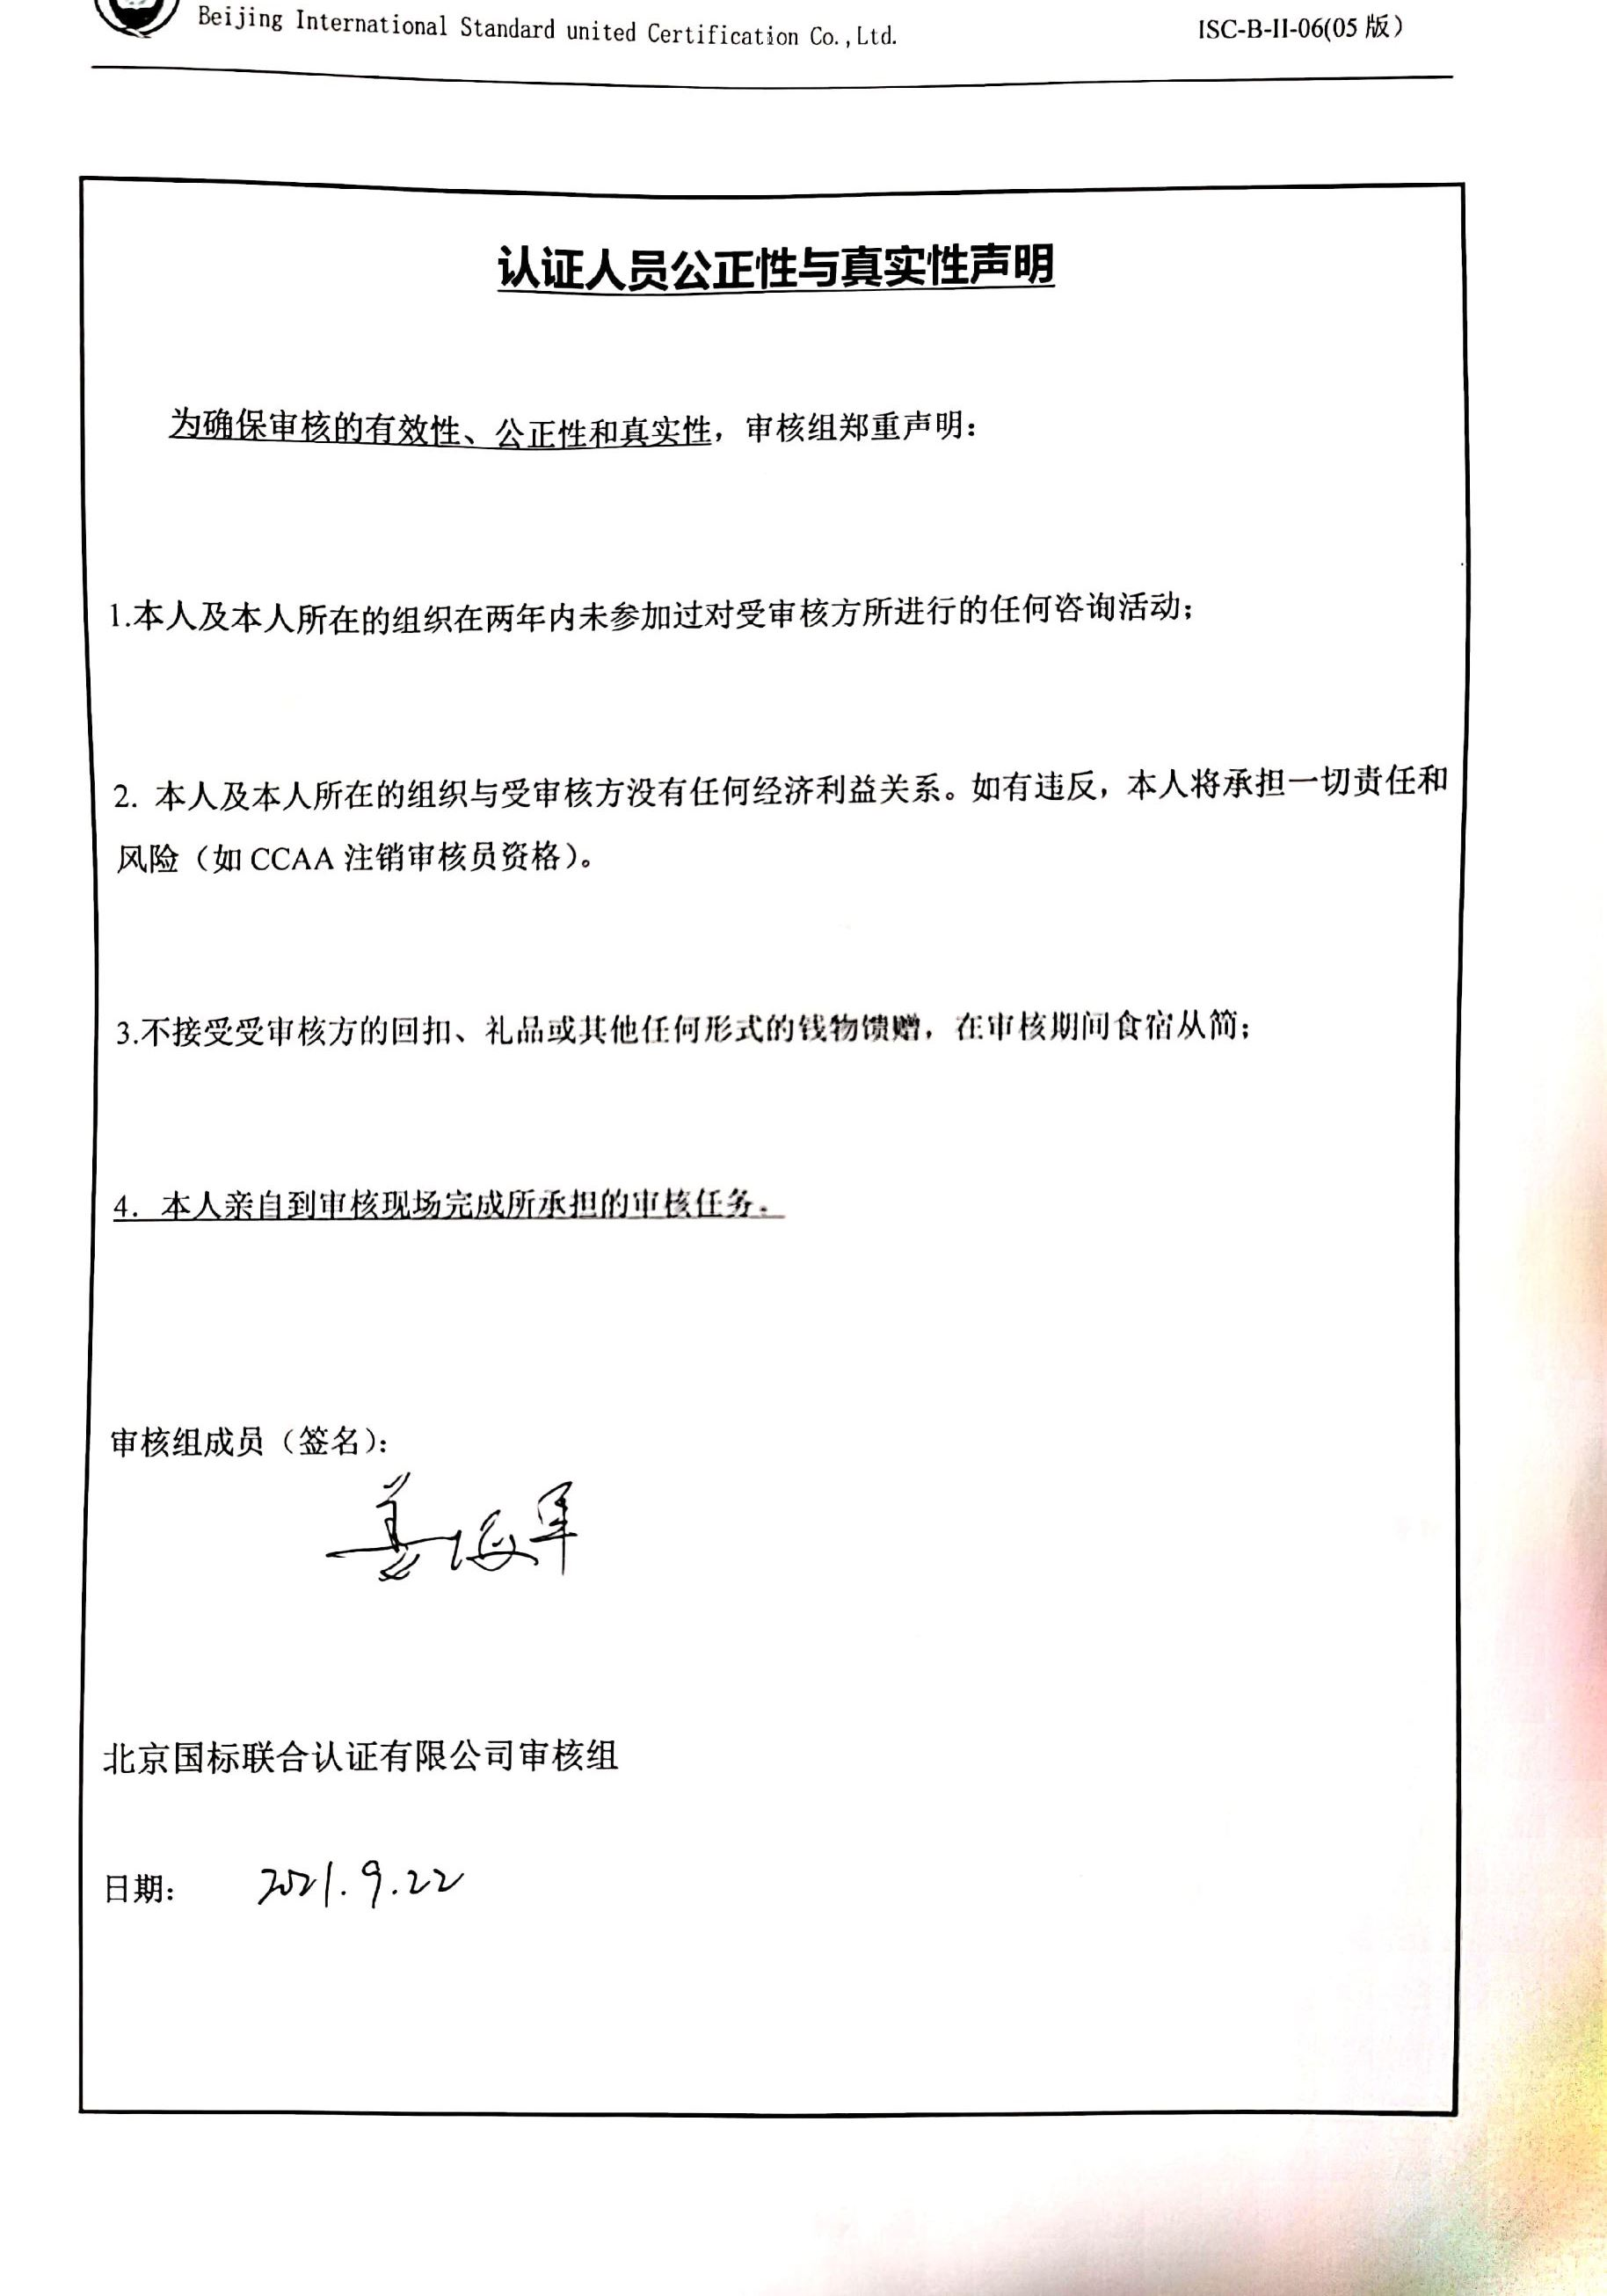 Beijing International Standard united Certification Co.,Ltd.
ISC-B-II-06(05 版)
认证人员公正性与真实性声明
为确保审核的有效性、公正性和真实性，审核组郑重声明：
1.本人及本人所在的组织在两年内未参加过对受审核方所进行的任何咨询活动；
2. 本人及本人所在的组织与受审核方没有任何经济利益关系。如有违反，本人将承担一切责任和
风险（如 CCAA 注销审核员资格）。
3.不接受受审核方的回扣、礼品或其他任何形式的钱物馈赠，在审核期间食宿从简；
4. 本人亲自到审核现场完成所承担的审核任务。
审核组成员（签名）：
姜海军
北京国标联合认证有限公司审核组
日期： 2021.9.22